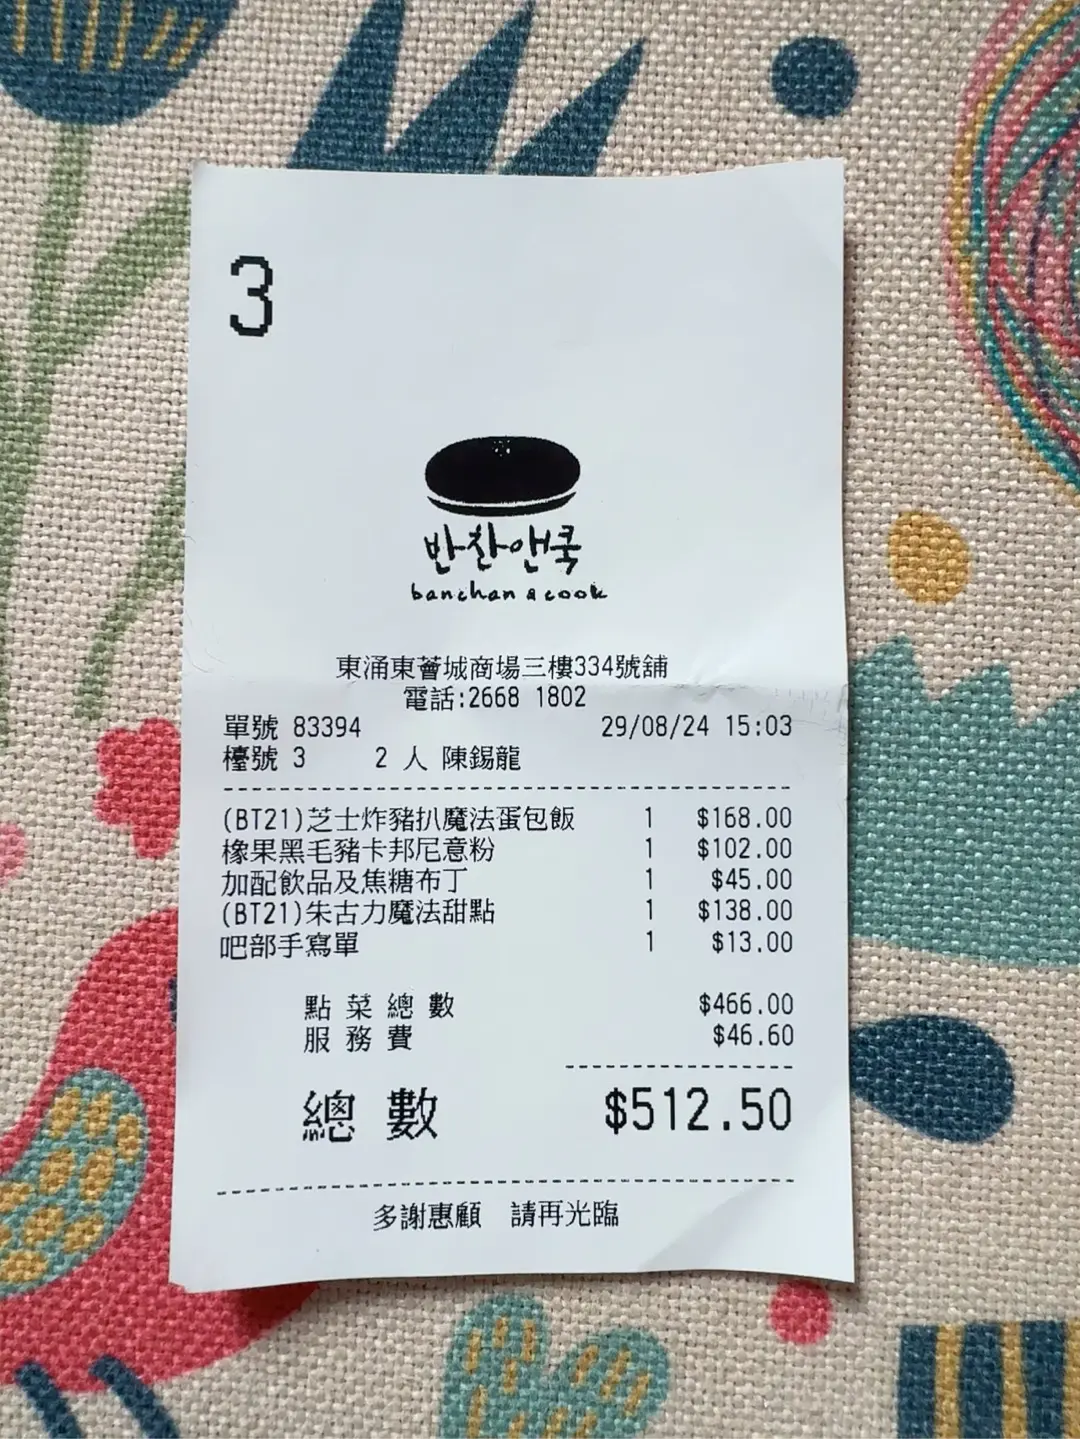 3
반찬앤쿡
banchan & cook
東涌東薈城商場三樓334號舖
電話:2668 1802
單號 83394 29/08/24 15:03
檯號 3 2 人 陳錫龍
(BT21)芝士炸豬扒魔法蛋包飯 1 $168.00
橡果黑毛豬卡邦尼意粉 1 $102.00
加配飲品及焦糖布丁 1 $45.00
(BT21)朱古力魔法甜點 1 $138.00
吧部手寫單 1 $13.00
點 菜 總 數 $466.00
服 務 費 $46.60
總 數 $512.50
多謝惠顧 請再光臨